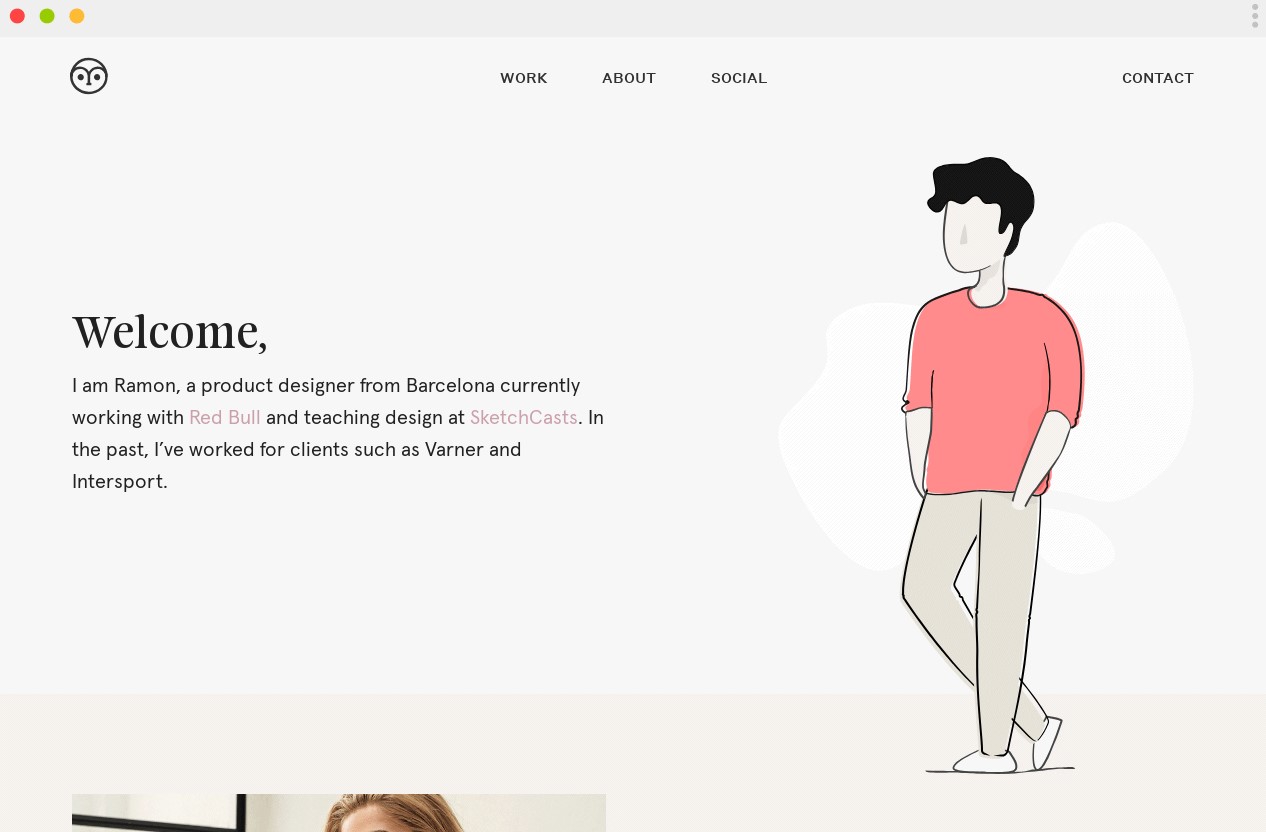 WORK ABOUT SOCIAL CONTACT
Welcome,
I am Ramon, a product designer from Barcelona currently
working with Red Bull and teaching design at SketchCasts. In
the past, I’ve worked for clients such as Varner and
Intersport.